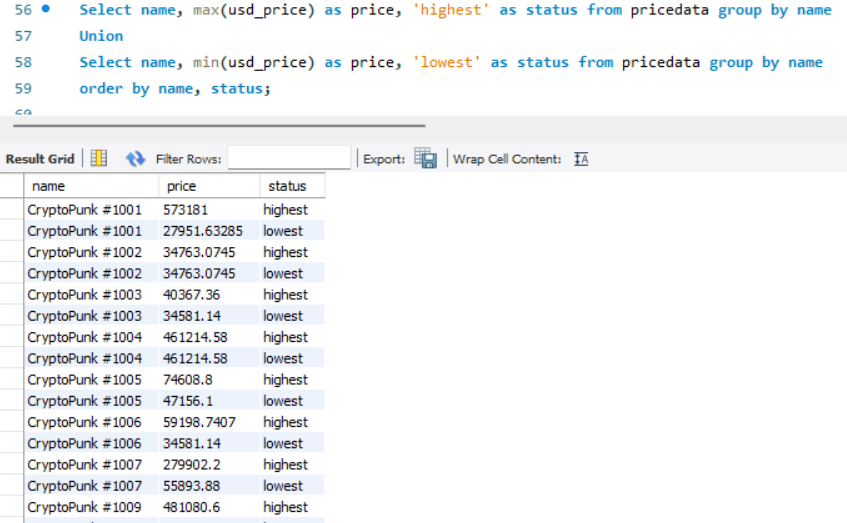 56 Select name, max(usd_price) as price, 'highest' as status from pricedata group by name
57 Union
58 Select name, min(usd_price) as price, 'lowest' as status from pricedata group by name
59 order by name, status;
60
Result Grid Filter Rows: Export: Wrap Cell Content: IA
name price status
CryptoPunk #1001 573181 highest
CryptoPunk #1001 27951.63285 lowest
CryptoPunk #1002 34763.0745 highest
CryptoPunk #1002 34763.0745 lowest
CryptoPunk #1003 40367.36 highest
CryptoPunk #1003 34581.14 lowest
CryptoPunk #1004 461214.58 highest
CryptoPunk #1004 461214.58 lowest
CryptoPunk #1005 74608.8 highest
CryptoPunk #1005 47156.1 lowest
CryptoPunk #1006 59198.7407 highest
CryptoPunk #1006 34581.14 lowest
CryptoPunk #1007 279902.2 highest
CryptoPunk #1007 55893.88 lowest
CryptoPunk #1009 481080.6 highest